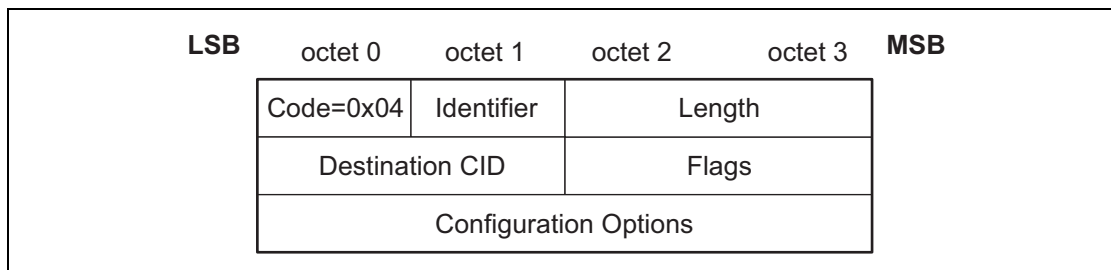 LSB octet 0 octet 1 octet 2 octet 3 MSB
Code=0x04 Identifier Length
Destination CID Flags
Configuration Options